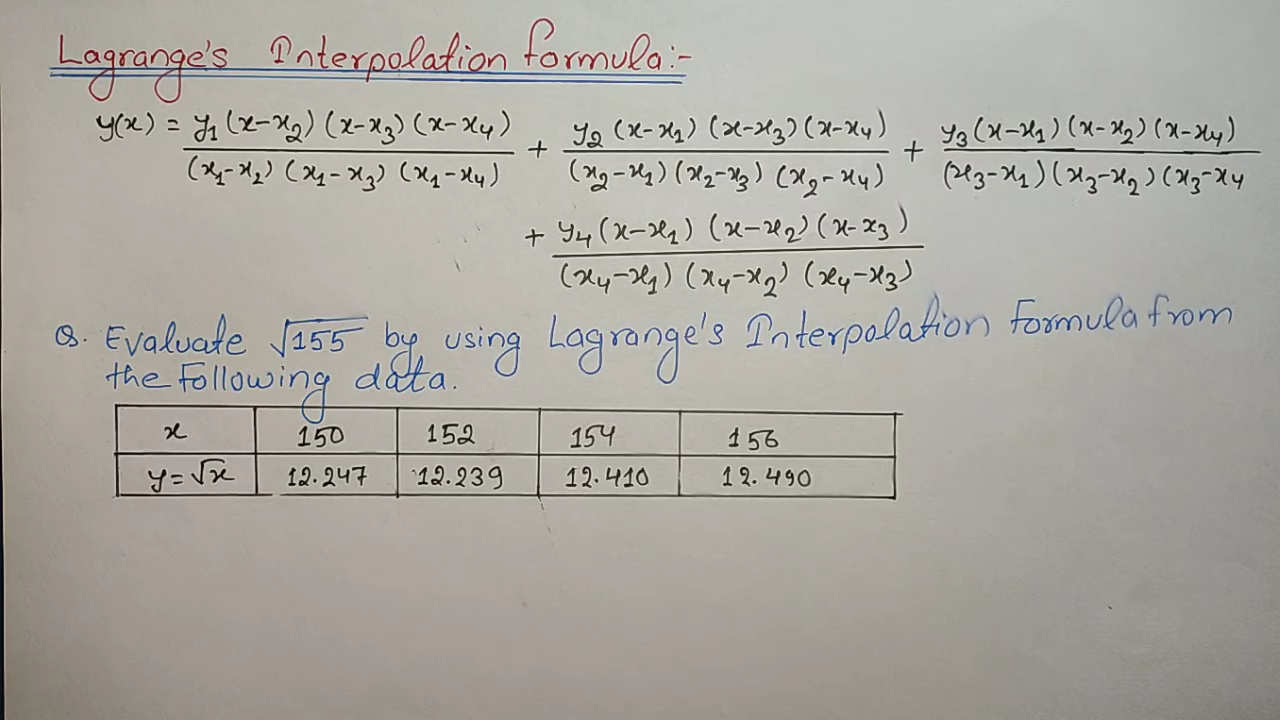 Lagrange's Interpolation formula:-
y(x) = y₁(x-x₂)(x-x₃)(x-x₄)/(x₁-x₂)(x₁-x₃)(x₁-x₄) + y₂(x-x₁)(x-x₃)(x-x₄)/(x₂-x₁)(x₂-x₃)(x₂-x₄) + y₃(x-x₁)(x-x₂)(x-x₄)/(x₃-x₁)(x₃-x₂)(x₃-x₄
+ y₄(x-x₁)(x-x₂)(x-x₃)/(x₄-x₁)(x₄-x₂)(x₄-x₃)
Q. Evaluate √155 by using Lagrange's Interpolation formula from
the following data.
x 150 152 154 156
y=√x 12.247 12.239 12.410 12.490